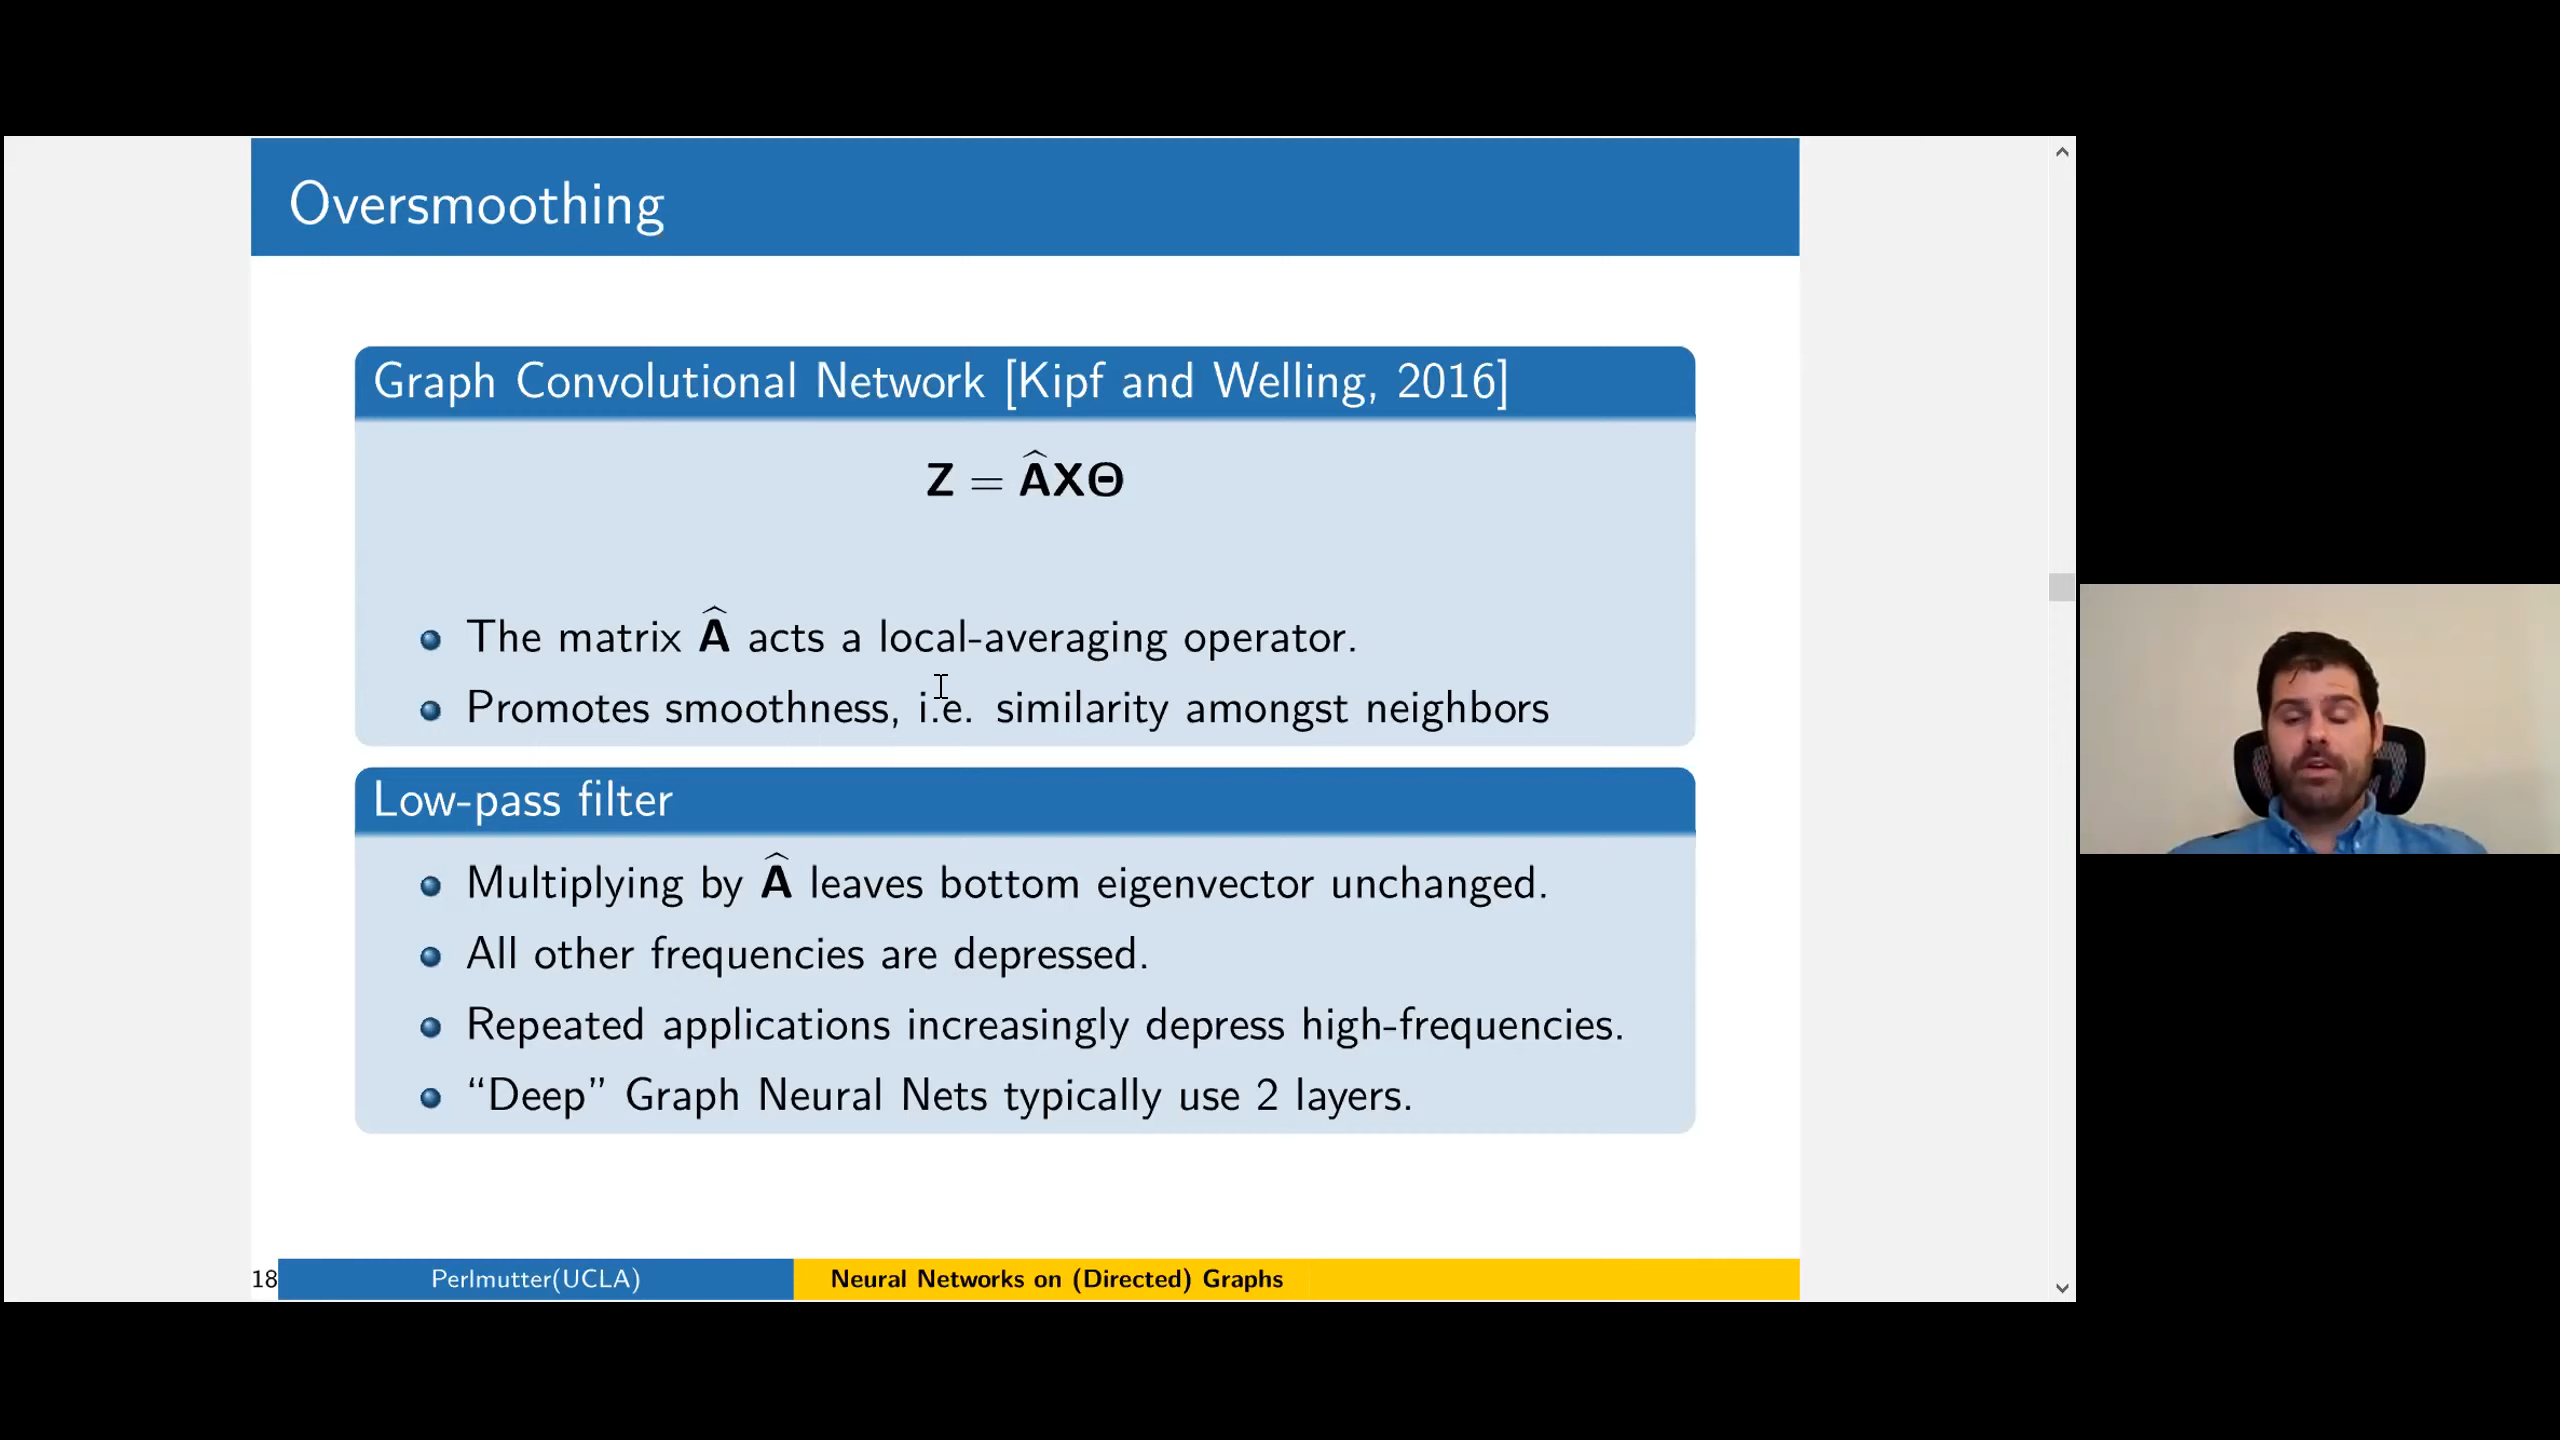 Oversmoothing
Graph Convolutional Network [Kipf and Welling, 2016]
Z = ÂXΘ
The matrix Â acts a local-averaging operator.
Promotes smoothness, i.e. similarity amongst neighbors
Low-pass filter
Multiplying by Â leaves bottom eigenvector unchanged.
All other frequencies are depressed.
Repeated applications increasingly depress high-frequencies.
“Deep” Graph Neural Nets typically use 2 layers.
18 Perlmutter(UCLA) Neural Networks on (Directed) Graphs